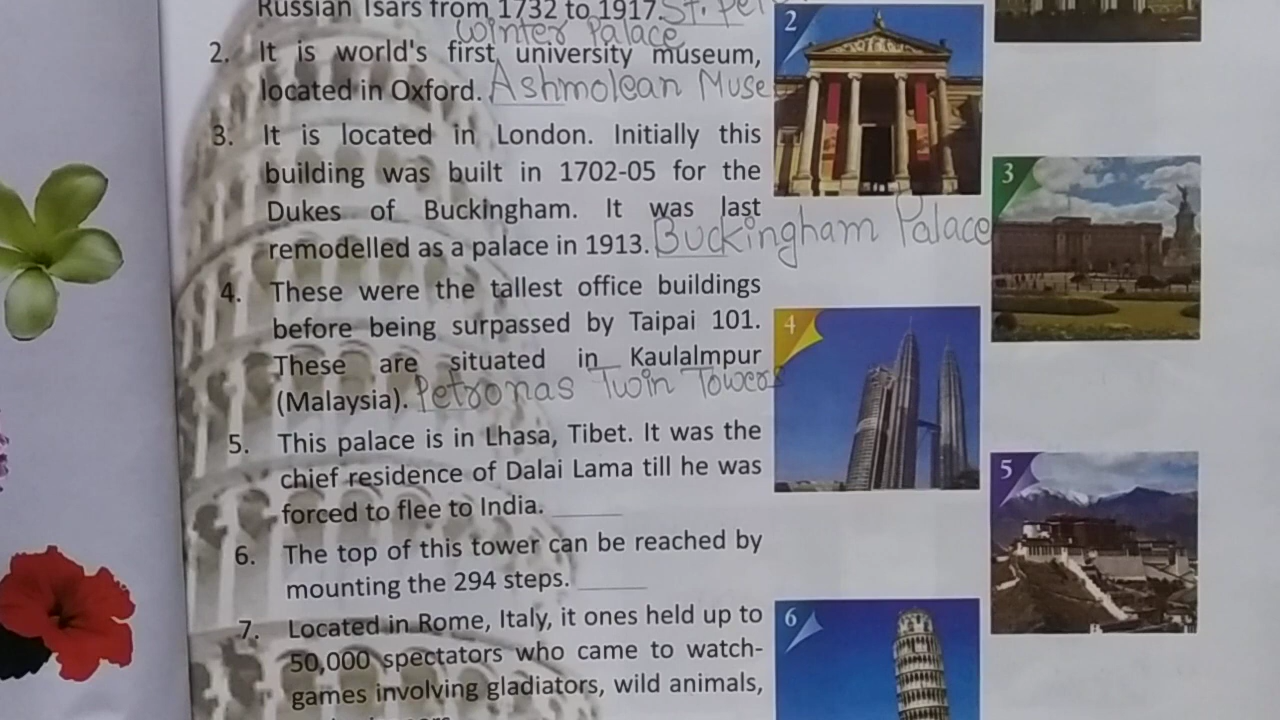 Russian Tsars from 1732 to 1917. St. Pe
Winter Palace
2. It is world's first university museum,
located in Oxford. Ashmolean Muse
3. It is located in London. Initially this
building was built in 1702-05 for the
Dukes of Buckingham. It was last
remodelled as a palace in 1913. Buckingham Palace
4. These were the tallest office buildings
before being surpassed by Taipai 101.
These are situated in Kaulalmpur
(Malaysia). Petronas Twin Towers
5. This palace is in Lhasa, Tibet. It was the
chief residence of Dalai Lama till he was
forced to flee to India.
6. The top of this tower can be reached by
mounting the 294 steps.
7. Located in Rome, Italy, it ones held up to
50,000 spectators who came to watch-
games involving gladiators, wild animals,
2
3
4
5
6